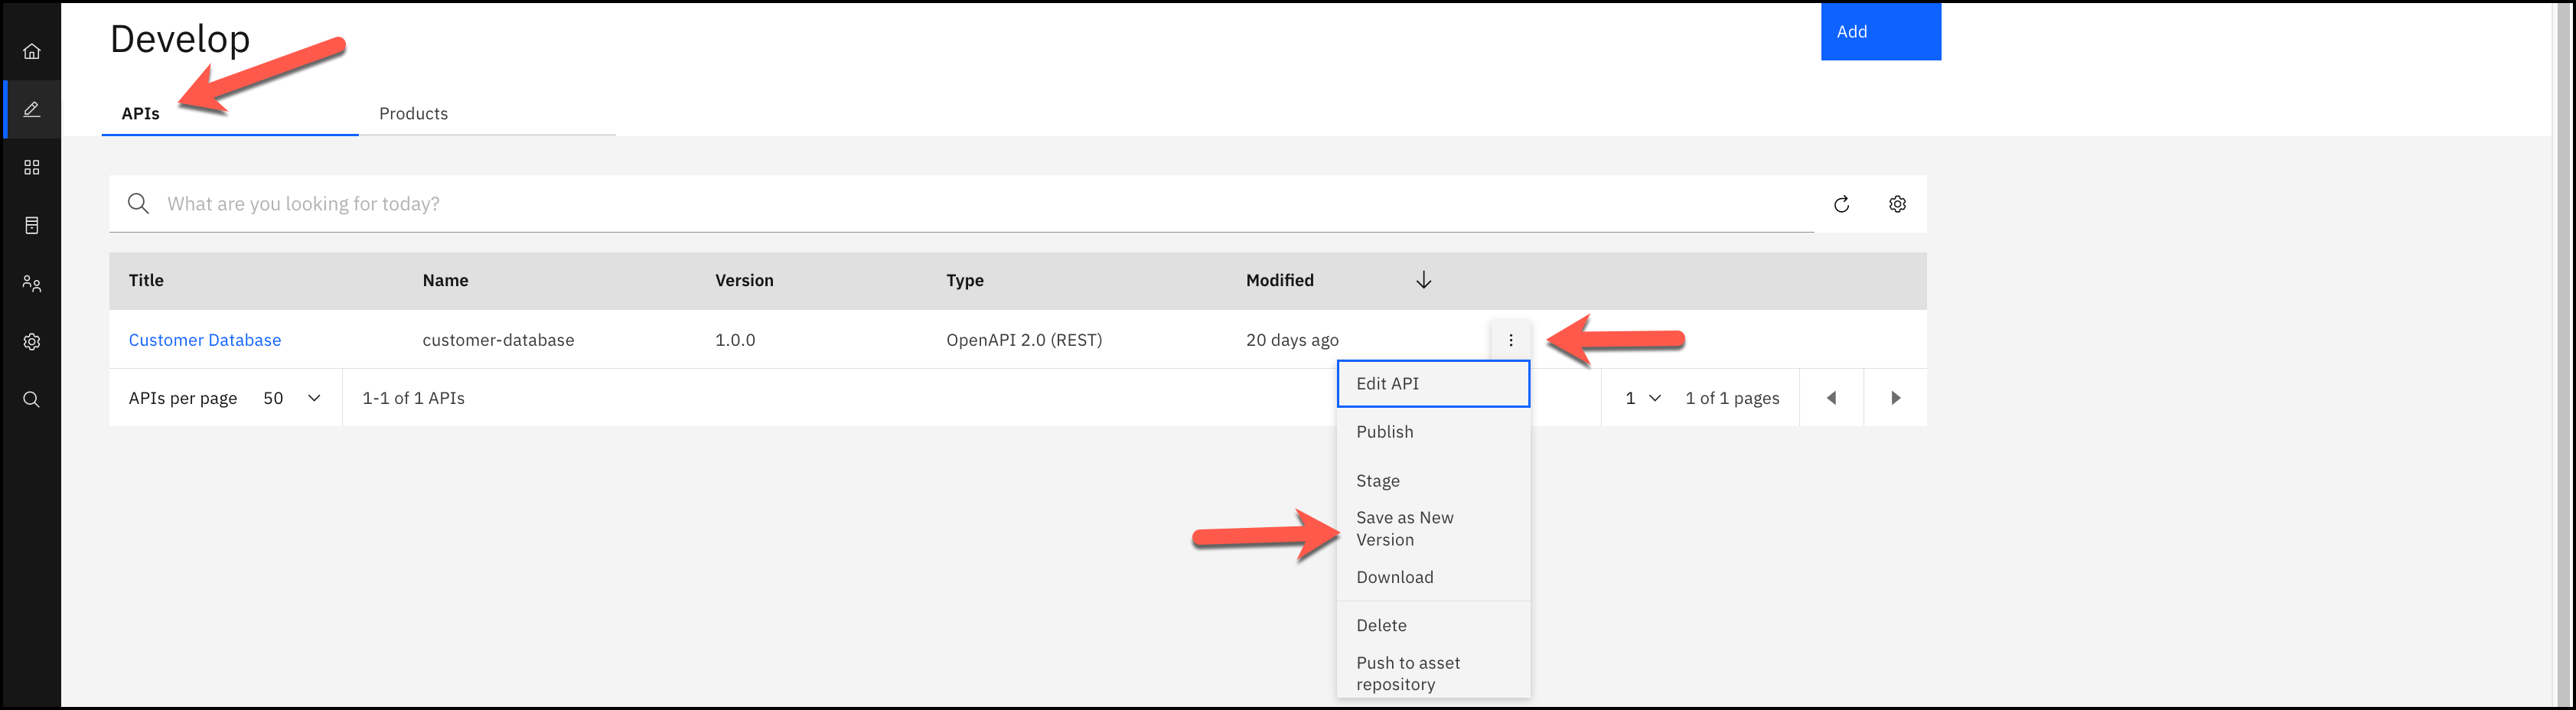 Develop
Add
APIs
Products
What are you looking for today?
Title Name Version Type Modified
Customer Database customer-database 1.0.0 OpenAPI 2.0 (REST) 20 days ago
APIs per page 50 1-1 of 1 APIs 1 1 of 1 pages
Edit API
Publish
Stage
Save as New
Version
Download
Delete
Push to asset
repository